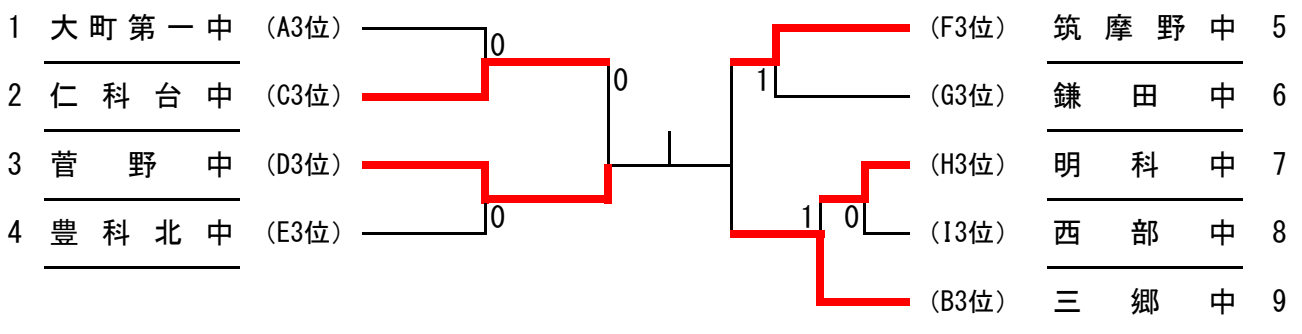 1 大町第一中 (A3位)
0
2 仁科台中 (C3位)
0
3 菅野中 (D3位)
0
4 豊科北中 (E3位)
(F3位) 筑摩野中 5
1
(G3位) 鎌田中 6
(H3位) 明科中 7
1 0
(I3位) 西部中 8
(B3位) 三郷中 9